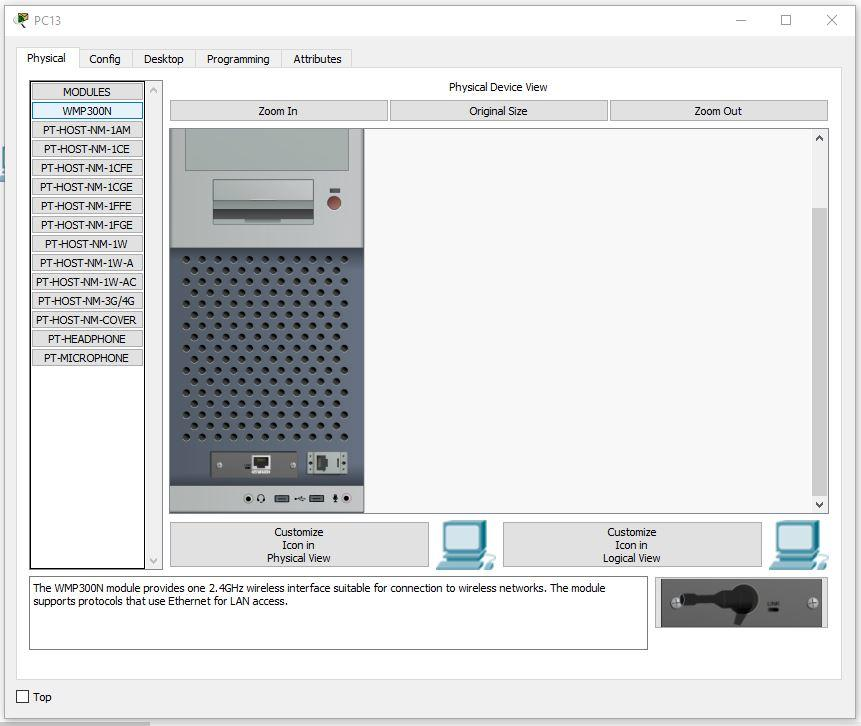 PC13
Physical
Config
Desktop
Programming
Attributes
MODULES
WMP300N
PT-HOST-NM-1AM
PT-HOST-NM-1CE
PT-HOST-NM-1CFE
PT-HOST-NM-1CGE
PT-HOST-NM-1FFE
PT-HOST-NM-1FGE
PT-HOST-NM-1W
PT-HOST-NM-1W-A
PT-HOST-NM-1W-AC
PT-HOST-NM-3G/4G
PT-HOST-NM-COVER
PT-HEADPHONE
PT-MICROPHONE
Physical Device View
Zoom In
Original Size
Zoom Out
Customize
Icon in
Physical View
Customize
Icon in
Logical View
The WMP300N module provides one 2.4GHz wireless interface suitable for connection to wireless networks. The module
supports protocols that use Ethernet for LAN access.
LINK
Top